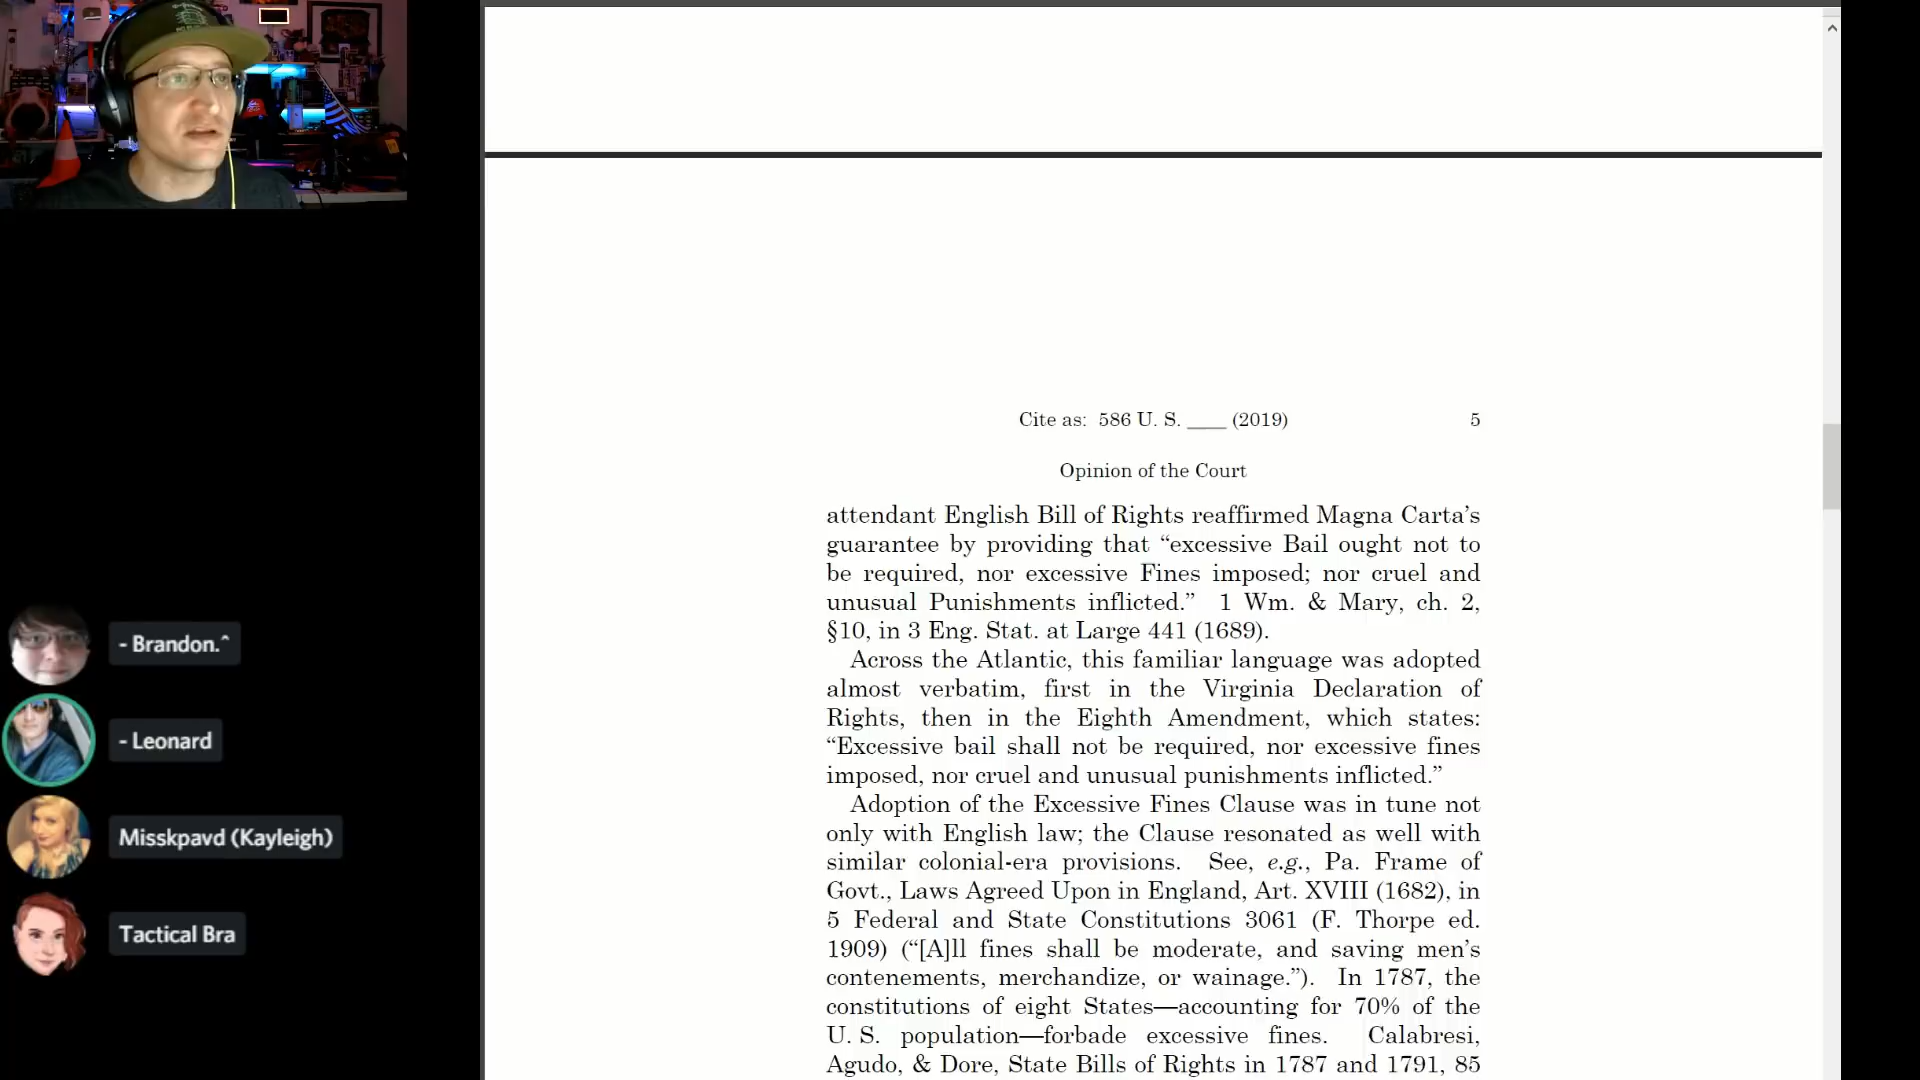 Cite as: 586 U. S. ____ (2019) 5
Opinion of the Court
attendant English Bill of Rights reaffirmed Magna Carta’s
guarantee by providing that “excessive Bail ought not to
be required, nor excessive Fines imposed; nor cruel and
unusual Punishments inflicted.” 1 Wm. & Mary, ch. 2,
§10, in 3 Eng. Stat. at Large 441 (1689).
Across the Atlantic, this familiar language was adopted
almost verbatim, first in the Virginia Declaration of
Rights, then in the Eighth Amendment, which states:
“Excessive bail shall not be required, nor excessive fines
imposed, nor cruel and unusual punishments inflicted.”
Adoption of the Excessive Fines Clause was in tune not
only with English law; the Clause resonated as well with
similar colonial-era provisions. See, e.g., Pa. Frame of
Govt., Laws Agreed Upon in England, Art. XVIII (1682), in
5 Federal and State Constitutions 3061 (F. Thorpe ed.
1909) (“[A]ll fines shall be moderate, and saving men’s
contenements, merchandize, or wainage.”). In 1787, the
constitutions of eight States—accounting for 70% of the
U. S. population—forbade excessive fines. Calabresi,
Agudo, & Dore, State Bills of Rights in 1787 and 1791, 85
- Brandon.^
- Leonard
Misskpavd (Kayleigh)
Tactical Bra